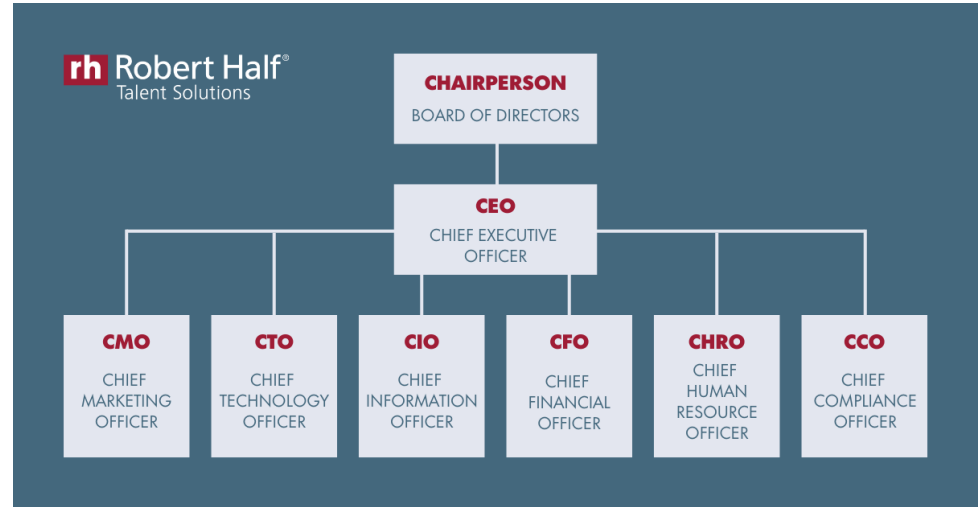 rh Robert Half®
Talent Solutions
CHAIRPERSON
BOARD OF DIRECTORS
CEO
CHIEF EXECUTIVE
OFFICER
CMO
CHIEF
MARKETING
OFFICER
CTO
CHIEF
TECHNOLOGY
OFFICER
CIO
CHIEF
INFORMATION
OFFICER
CFO
CHIEF
FINANCIAL
OFFICER
CHRO
CHIEF
HUMAN
RESOURCE
OFFICER
CCO
CHIEF
COMPLIANCE
OFFICER